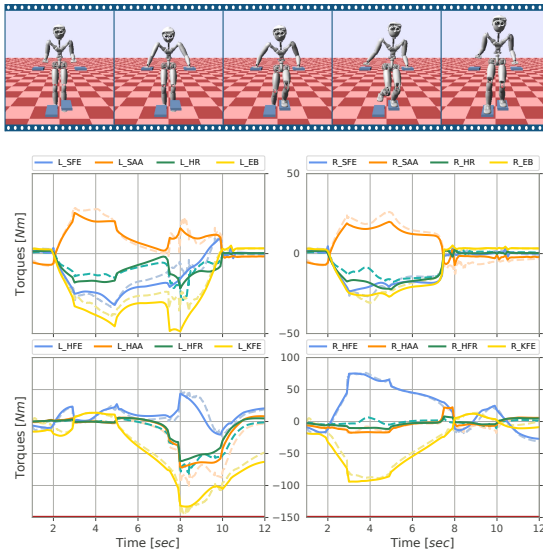 L_SFE L_SAA L_HR L_EB
R_SFE R_SAA R_HR R_EB
Torques [Nm]
50
0
−50
L_HFE L_HAA L_HFR L_KFE
R_HFE R_HAA R_HFR R_KFE
Torques [Nm]
100
50
0
−50
−100
−150
2 4 6 8 10 12
2 4 6 8 10 12
Time [sec]
Time [sec]